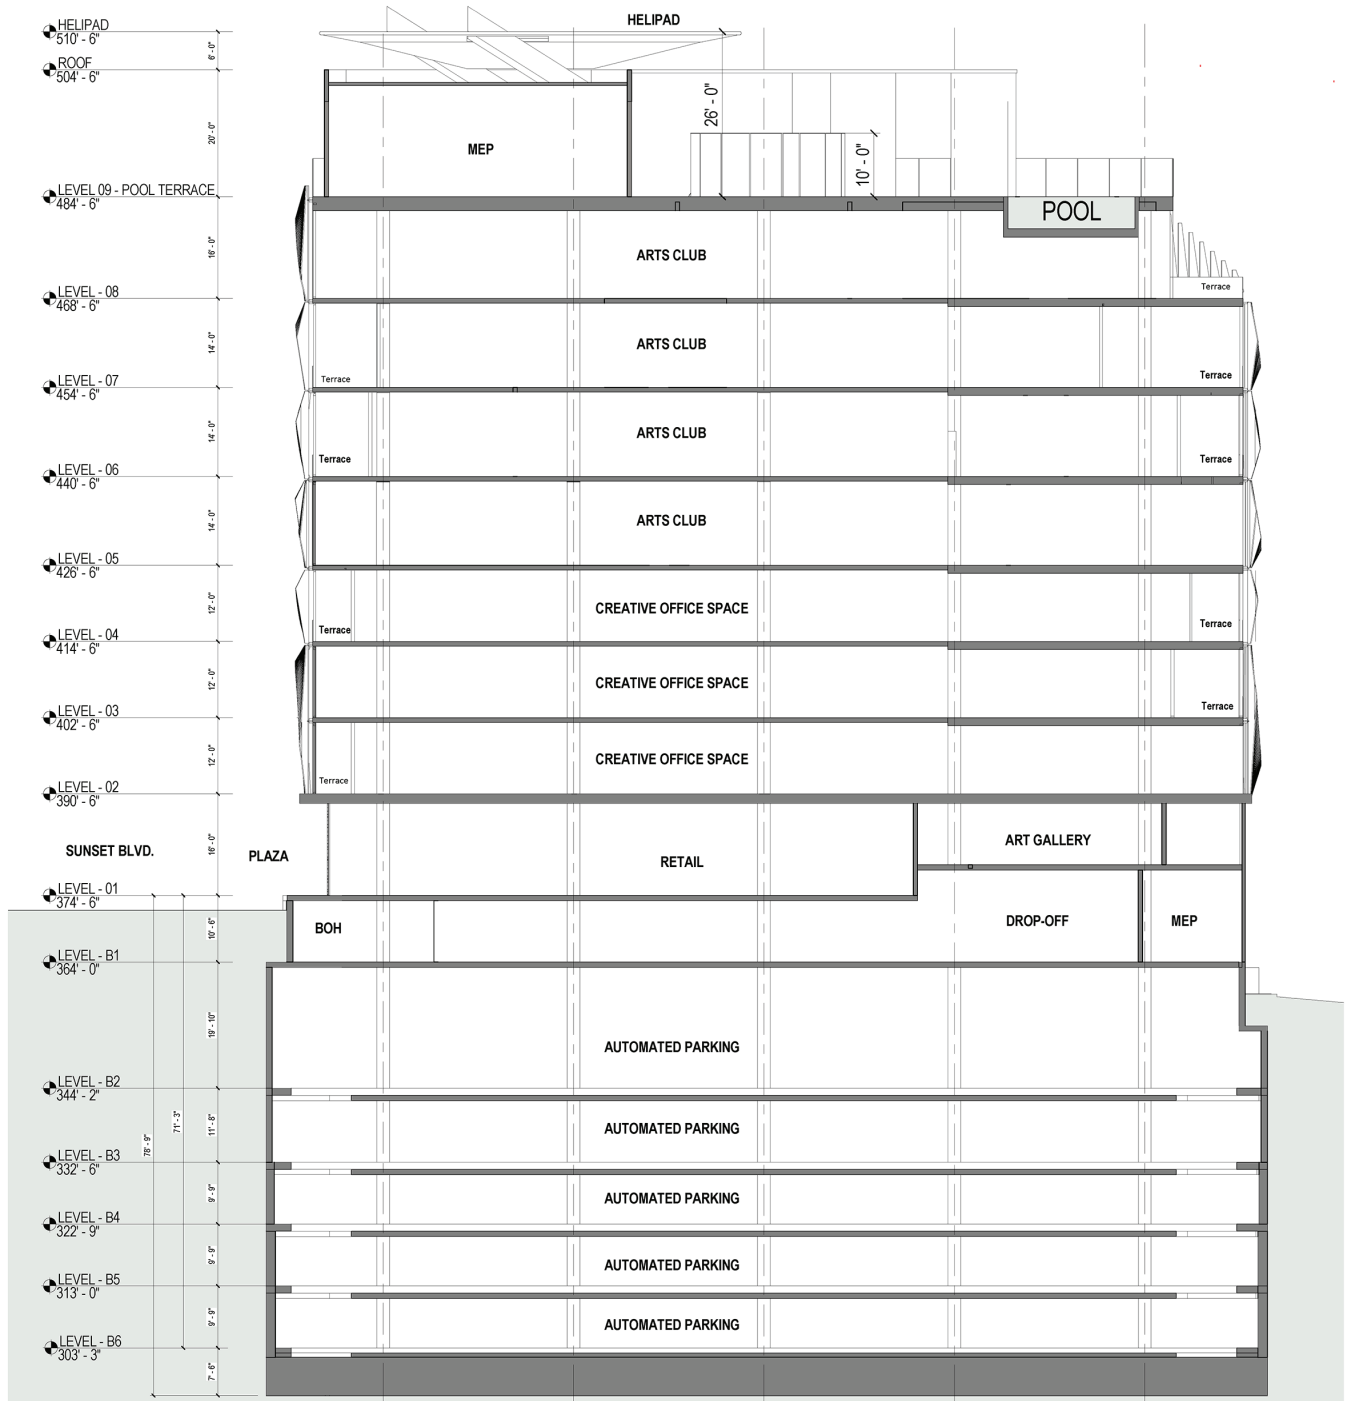 HELIPAD
HELIPAD
510' - 6"
6' - 0"
ROOF
504' - 6"
26' - 0"
20' - 0"
MEP
10' - 0"
LEVEL 09 - POOL TERRACE
484' - 6"
POOL
16' - 0"
ARTS CLUB
Terrace
LEVEL - 08
468' - 6"
14' - 0"
ARTS CLUB
Terrace
Terrace
LEVEL - 07
454' - 6"
14' - 0"
ARTS CLUB
Terrace
Terrace
LEVEL - 06
440' - 6"
14' - 0"
ARTS CLUB
LEVEL - 05
426' - 6"
12' - 0"
CREATIVE OFFICE SPACE
Terrace
Terrace
LEVEL - 04
414' - 6"
12' - 0"
CREATIVE OFFICE SPACE
Terrace
LEVEL - 03
402' - 6"
12' - 0"
CREATIVE OFFICE SPACE
Terrace
LEVEL - 02
390' - 6"
16' - 0"
SUNSET BLVD.
PLAZA
RETAIL
ART GALLERY
LEVEL - 01
374' - 6"
10' - 6"
BOH
DROP-OFF
MEP
LEVEL - B1
364' - 0"
19' - 10"
AUTOMATED PARKING
LEVEL - B2
344' - 2"
78' - 9"
71' - 3"
11' - 8"
AUTOMATED PARKING
LEVEL - B3
332' - 6"
9' - 9"
AUTOMATED PARKING
LEVEL - B4
322' - 9"
9' - 9"
AUTOMATED PARKING
LEVEL - B5
313' - 0"
9' - 9"
AUTOMATED PARKING
LEVEL - B6
303' - 3"
7' - 6"